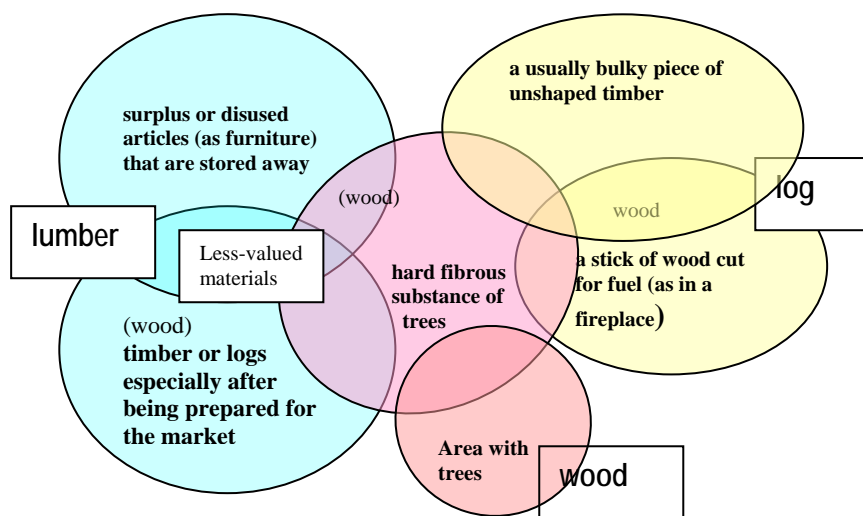 a usually bulky piece of
unshaped timber
surplus or disused
articles (as furniture)
that are stored away
(wood)
log
wood
lumber
Less-valued
materials
hard fibrous
substance of
trees
a stick of wood cut
for fuel (as in a
fireplace)
(wood)
timber or logs
especially after
being prepared for
the market
Area with
trees
wood